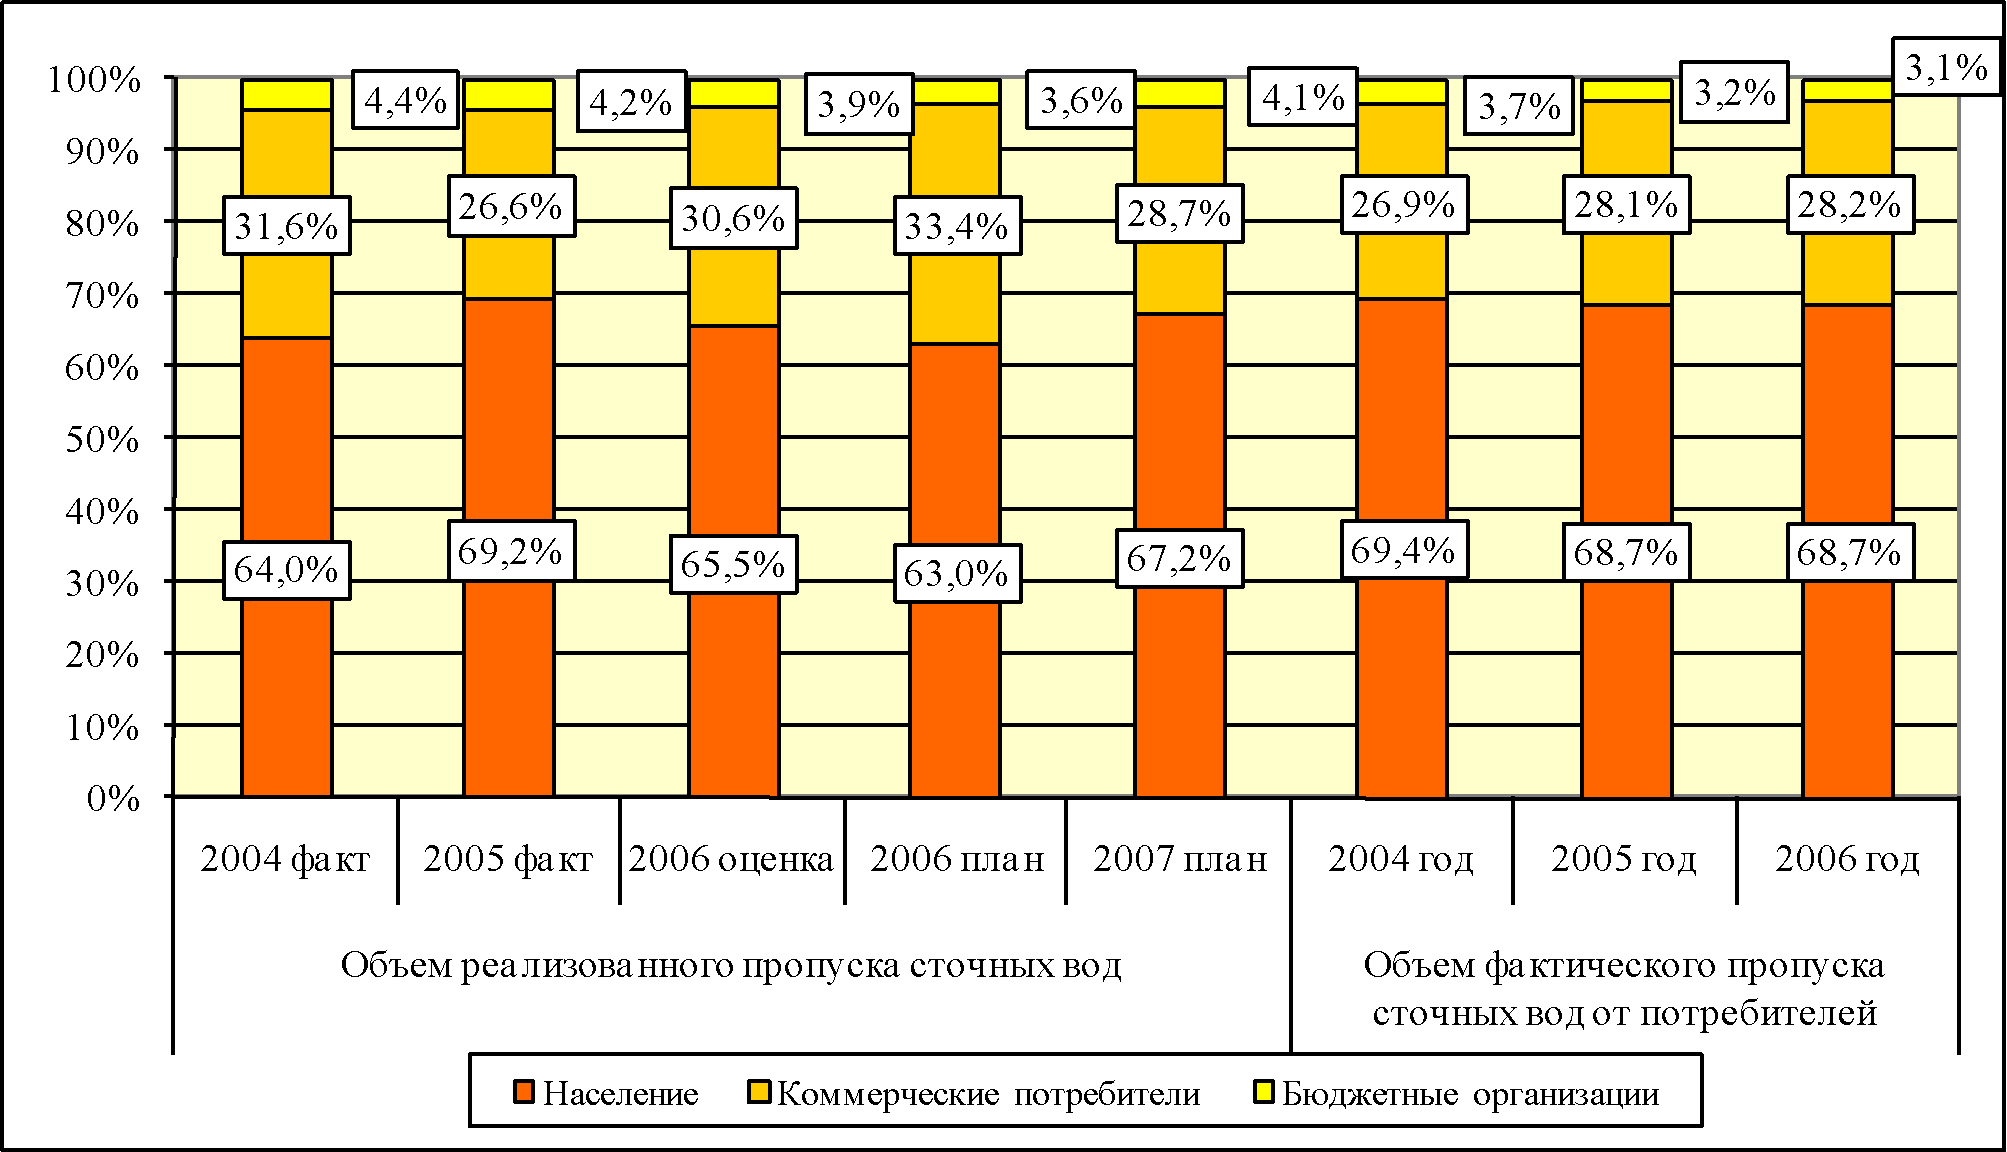 100%
90%
80%
70%
60%
50%
40%
30%
20%
10%
0%
4,4%
4,2%
3,9%
3,6%
4,1%
3,7%
3,2%
3,1%
31,6%
26,6%
30,6%
33,4%
28,7%
26,9%
28,1%
28,2%
64,0%
69,2%
65,5%
63,0%
67,2%
69,4%
68,7%
68,7%
2004 факт
2005 факт
2006 оценка
2006 план
2007 план
2004 год
2005 год
2006 год
Объем реализованного пропуска сточных вод
Объем фактического пропуска
сточных вод от потребителей
Население
Коммерческие потребители
Бюджетные организации